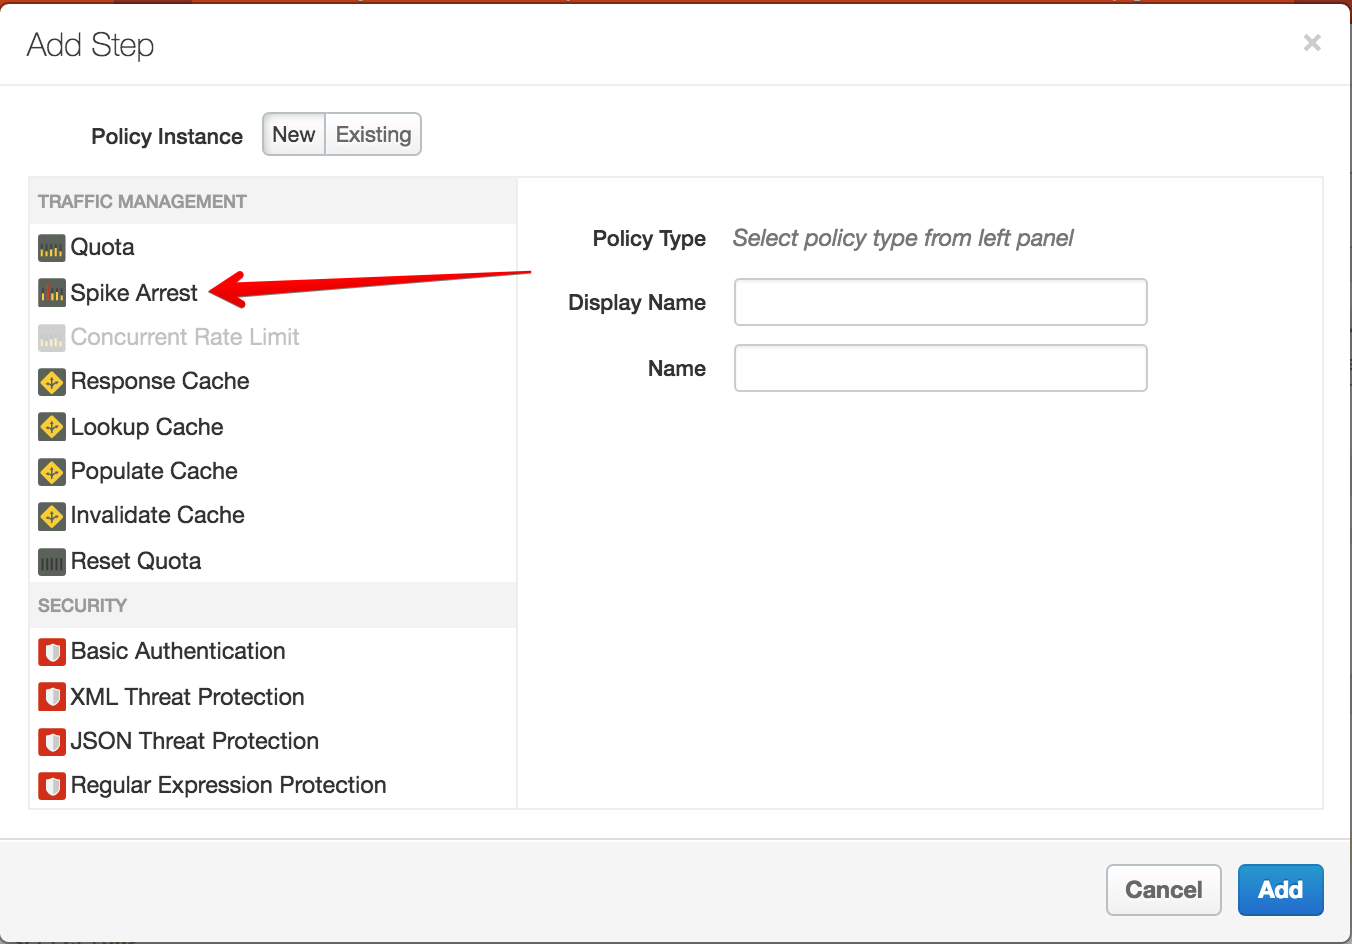 Add Step
×
Policy Instance New Existing
TRAFFIC MANAGEMENT
Quota
Spike Arrest
Concurrent Rate Limit
Response Cache
Lookup Cache
Populate Cache
Invalidate Cache
Reset Quota
SECURITY
Basic Authentication
XML Threat Protection
JSON Threat Protection
Regular Expression Protection
Policy Type Select policy type from left panel
Display Name
Name
Cancel Add